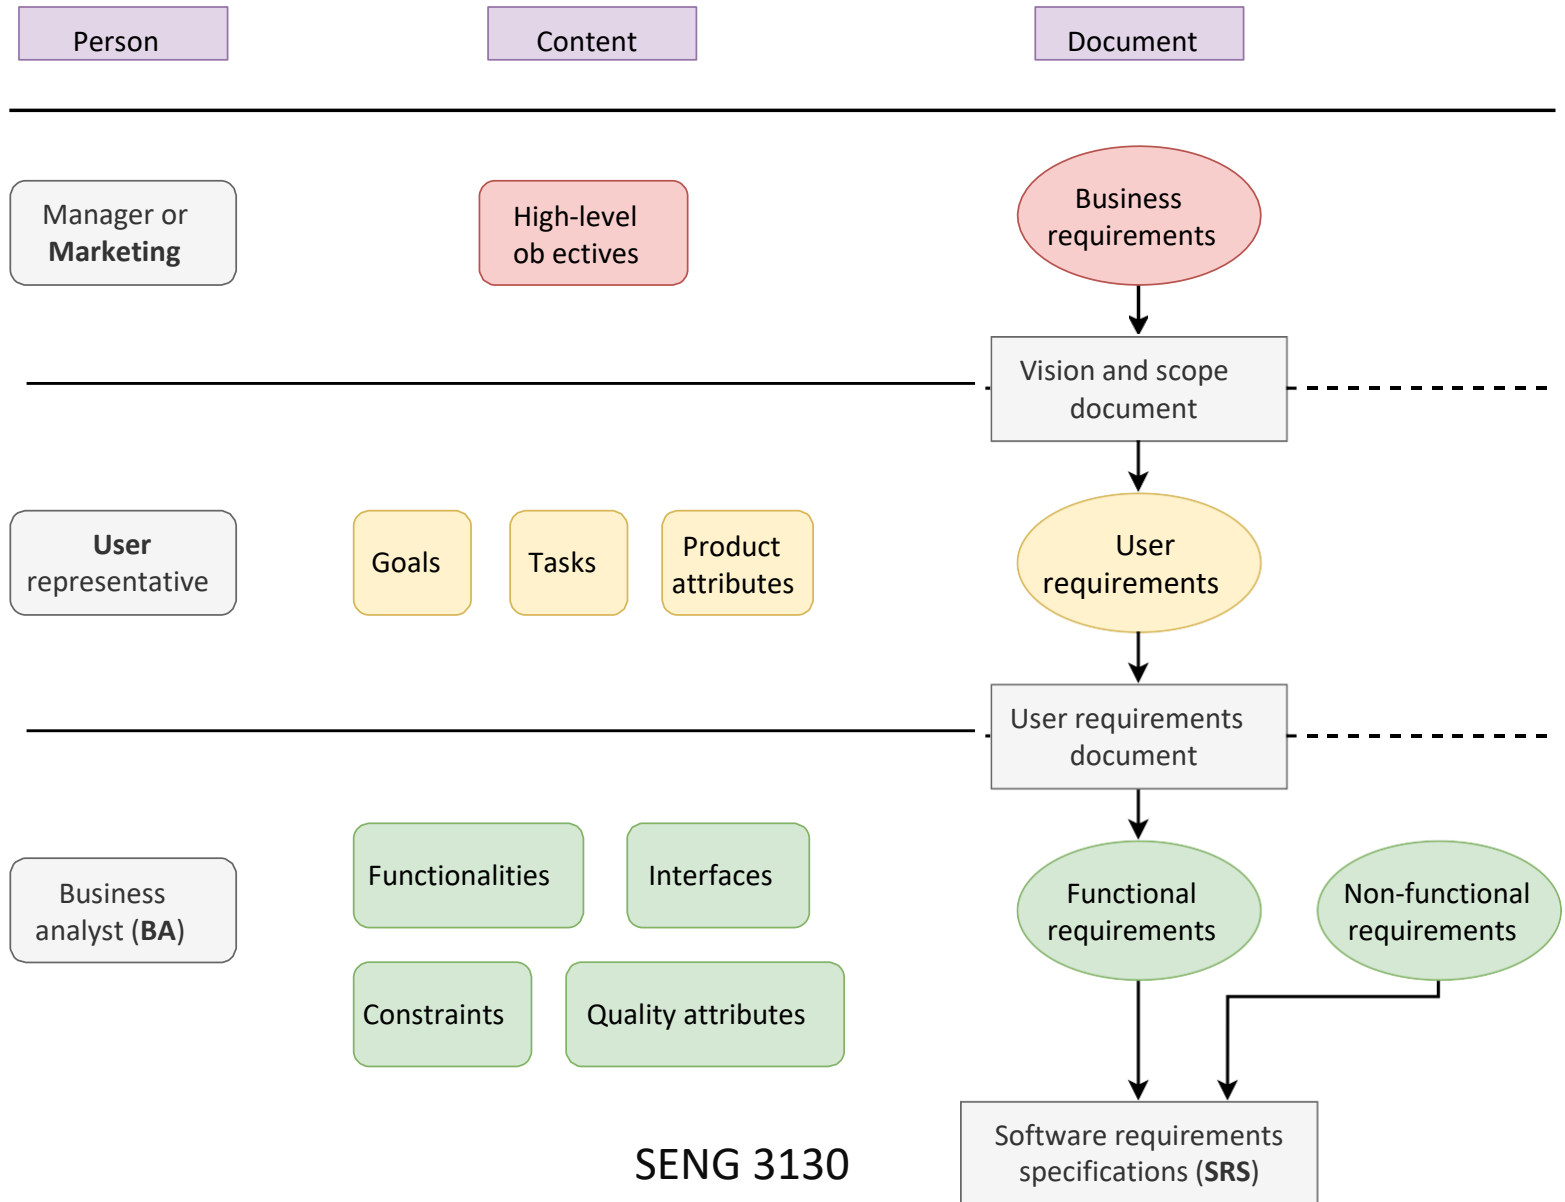 Person
Content
Document
Manager or
Marketing
High-level
ob ectives
Business
requirements
Vision and scope
document
User
representative
Goals
Tasks
Product
attributes
User
requirements
User requirements
document
Business
analyst (BA)
Functionalities
Interfaces
Constraints
Quality attributes
Functional
requirements
Non-functional
requirements
Software requirements
specifications (SRS)
SENG 3130